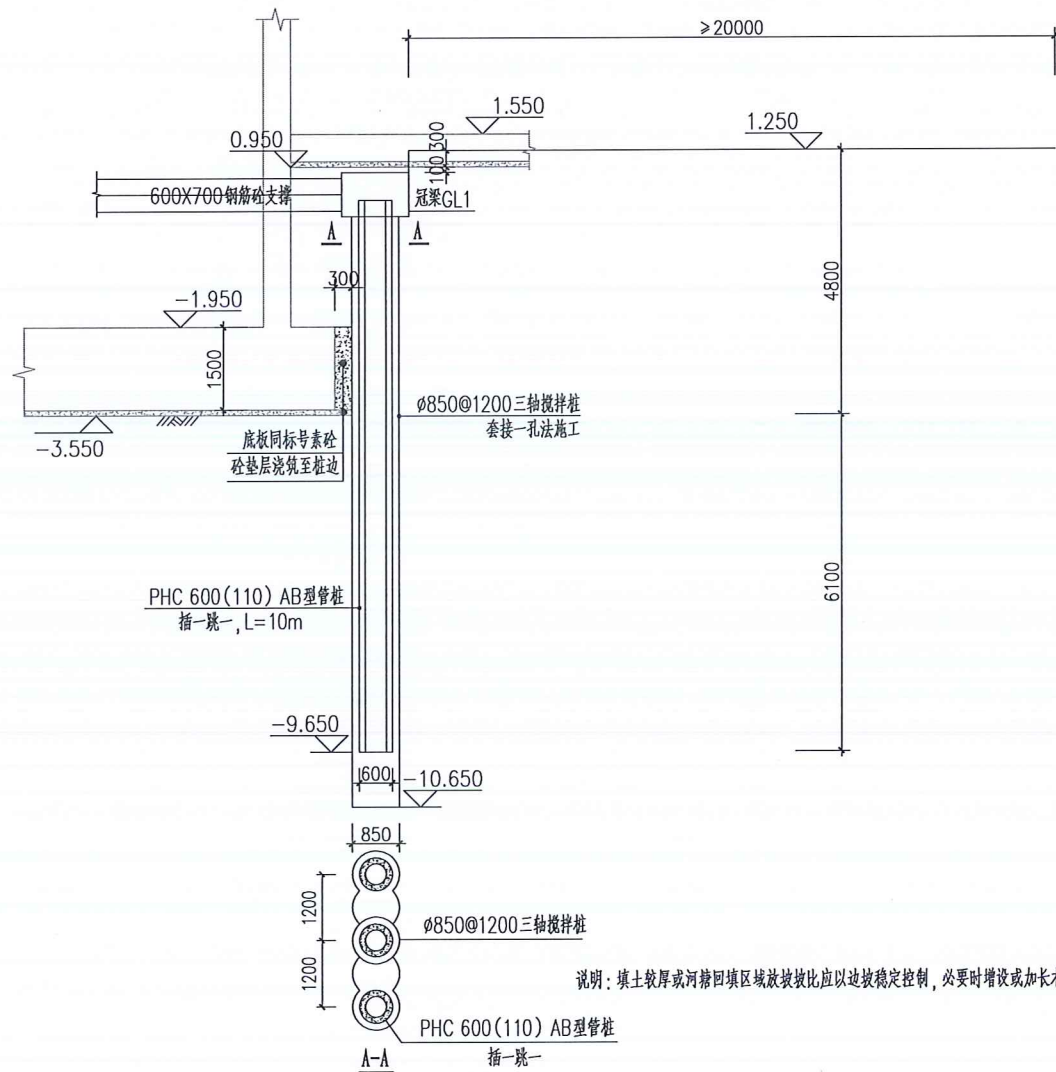 ≥20000
1.550
1.250
0.950
300
100
600X700钢筋砼支撑
冠梁GL1
A
A
300
4800
-1.950
1500
φ850@1200三轴搅拌桩
套接一孔法施工
-3.550
底板同标号素砼
砼垫层浇筑至桩边
6100
PHC 600(110) AB型管桩
插一跳一,L=10m
-9.650
600
-10.650
850
1200
φ850@1200三轴搅拌桩
1200
说明:填土较厚或河塘回填区域放坡坡比应以边坡稳定控制,必要时增设或加长
PHC 600(110) AB型管桩
A-A
插一跳一